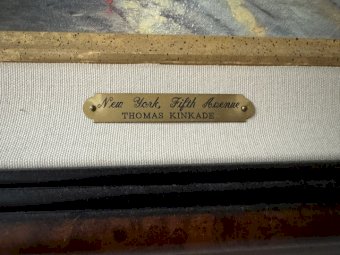 New York, Fifth Avenue
THOMAS KINKADE